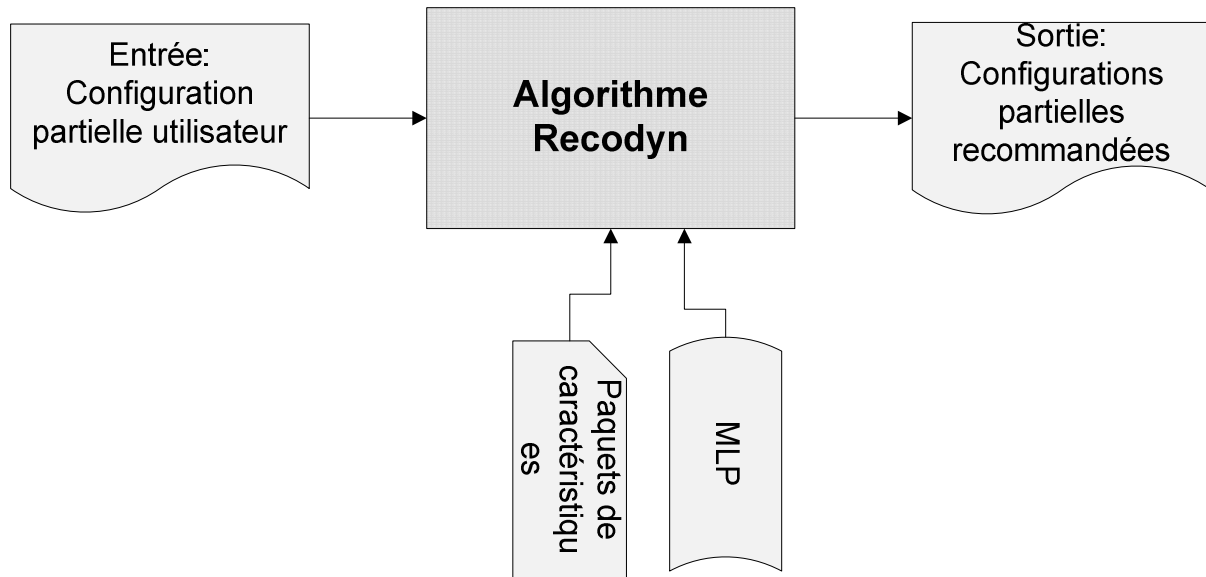 Entrée:
Configuration
partielle utilisateur
Algorithme
Recodyn
Sortie:
Configurations
partielles
recommandées
Paquets de
caractéristiqu
es
MLP